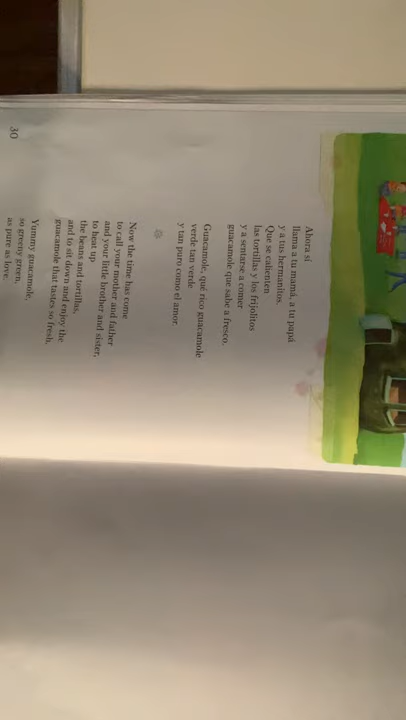 Ahora sí
llama a tu mamá, a tu papá
y a tus hermanitos.
Que se calienten
las tortillas y los frijolitos
y a sentarse a comer
guacamole que sabe a fresco.
Guacamole, qué rico guacamole
verde tan verde
y tan puro como el amor.
Now the time has come
to call your mother and father
and your little brother and sister,
to heat up
the beans and tortillas,
and to sit down and enjoy the
guacamole that tastes so fresh.
Yummy guacamole,
so greeny green,
as pure as love.
30